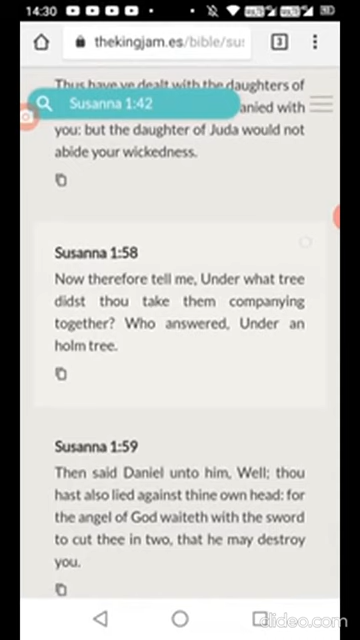 14:30
thekingjam.es/bible/sus
3
Thus have ye dealt with the daughters of
Susanna 1:42
anied with
you: but the daughter of Juda would not
abide your wickedness.
Susanna 1:58
Now therefore tell me, Under what tree
didst thou take them companying
together? Who answered, Under an
holm tree.
Susanna 1:59
Then said Daniel unto him, Well; thou
hast also lied against thine own head: for
the angel of God waiteth with the sword
to cut thee in two, that he may destroy
you.
clideo.com